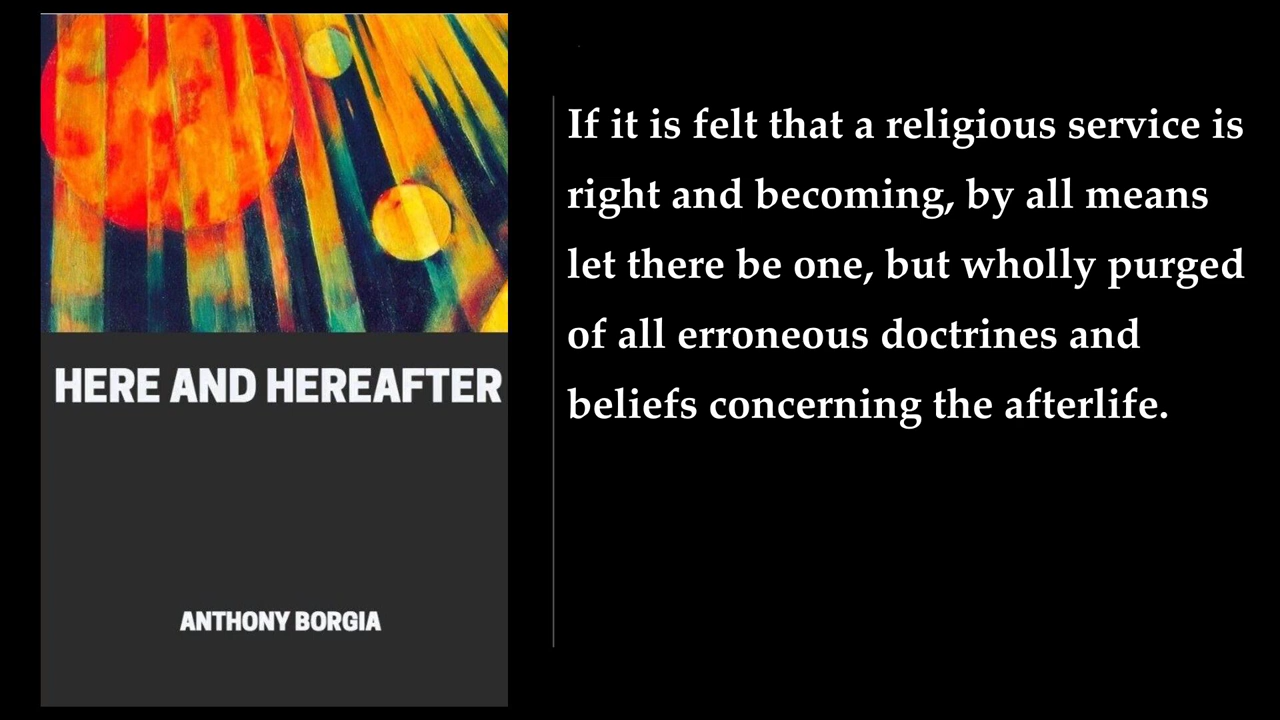 HERE AND HEREAFTER
ANTHONY BORGIA
If it is felt that a religious service is
right and becoming, by all means
let there be one, but wholly purged
of all erroneous doctrines and
beliefs concerning the afterlife.